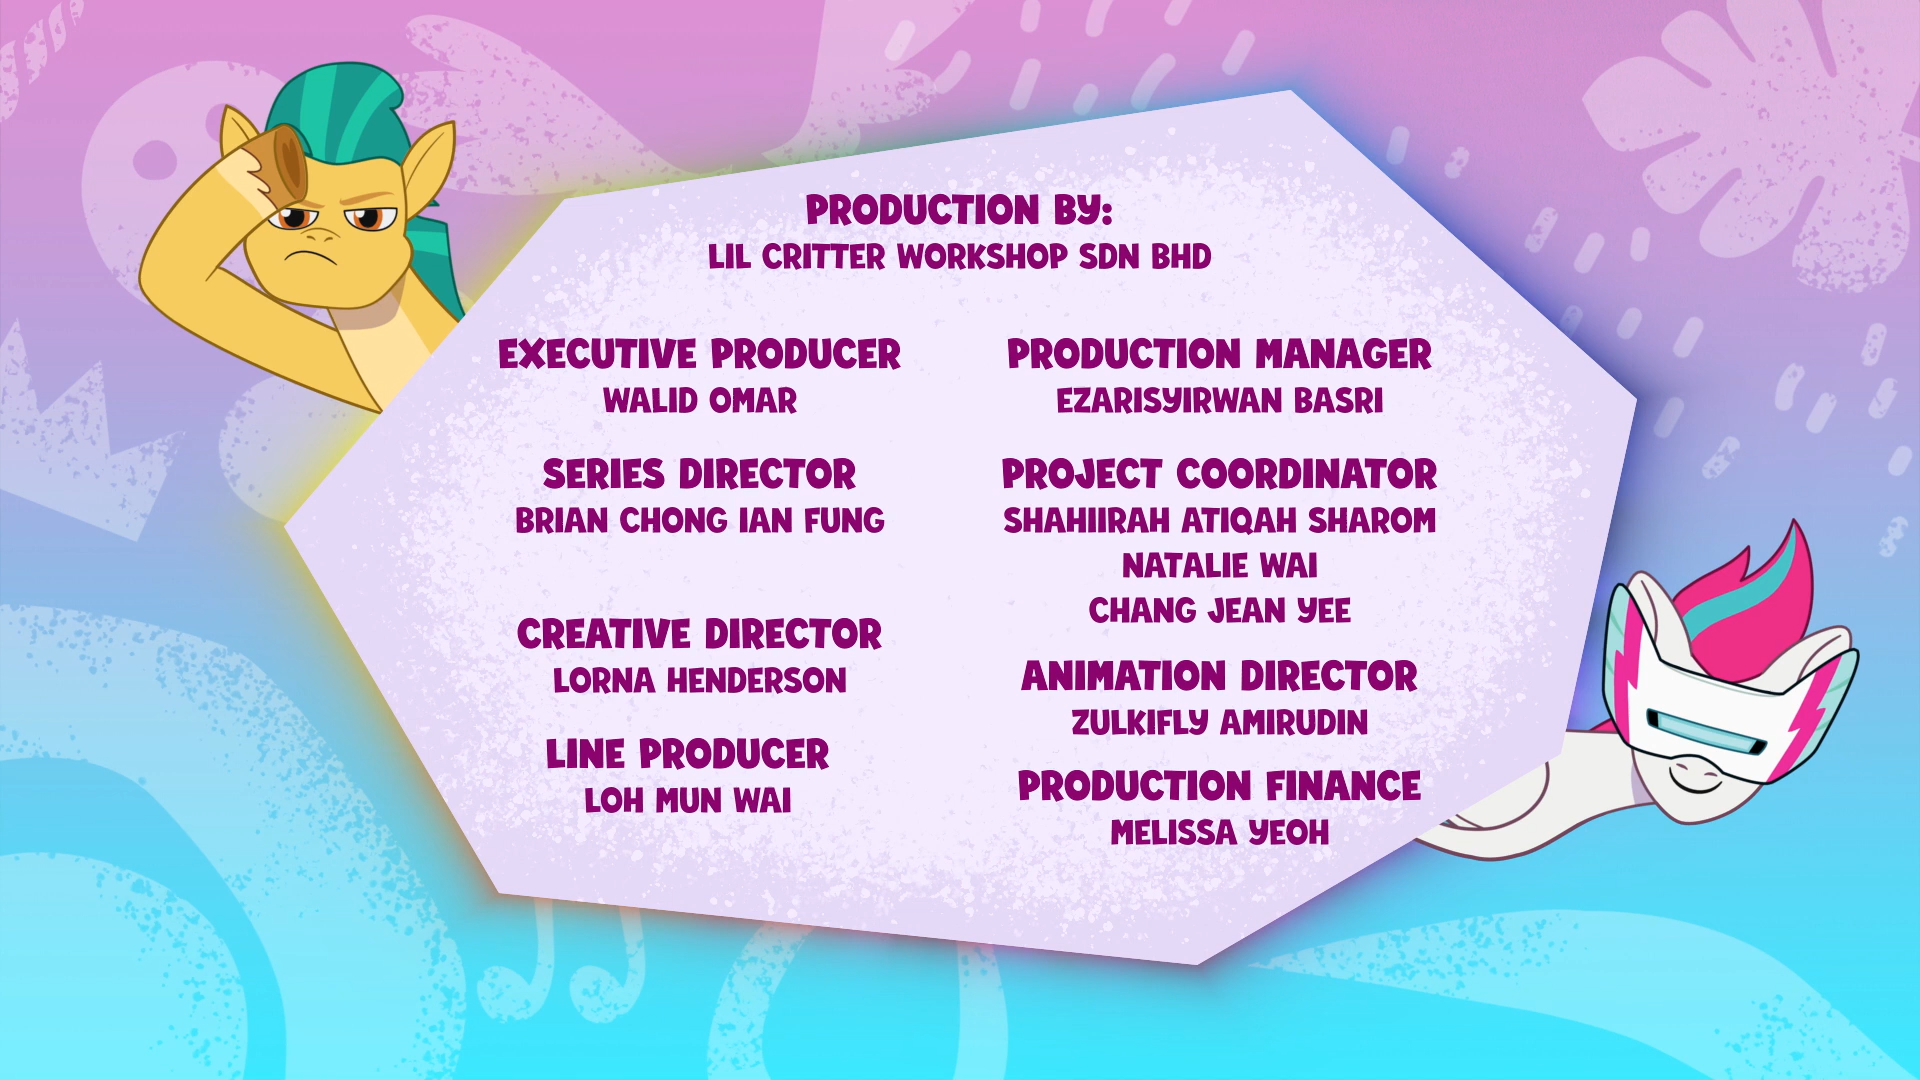 PRODUCTION BY:
LIL CRITTER WORKSHOP SDN BHD
EXECUTIVE PRODUCER
WALID OMAR
SERIES DIRECTOR
BRIAN CHONG IAN FUNG
CREATIVE DIRECTOR
LORNA HENDERSON
LINE PRODUCER
LOH MUN WAI
PRODUCTION MANAGER
EZARISYIRWAN BASRI
PROJECT COORDINATOR
SHAHIIRAH ATIQAH SHAROM
NATALIE WAI
CHANG JEAN YEE
ANIMATION DIRECTOR
ZULKIFLY AMIRUDIN
PRODUCTION FINANCE
MELISSA YEOH